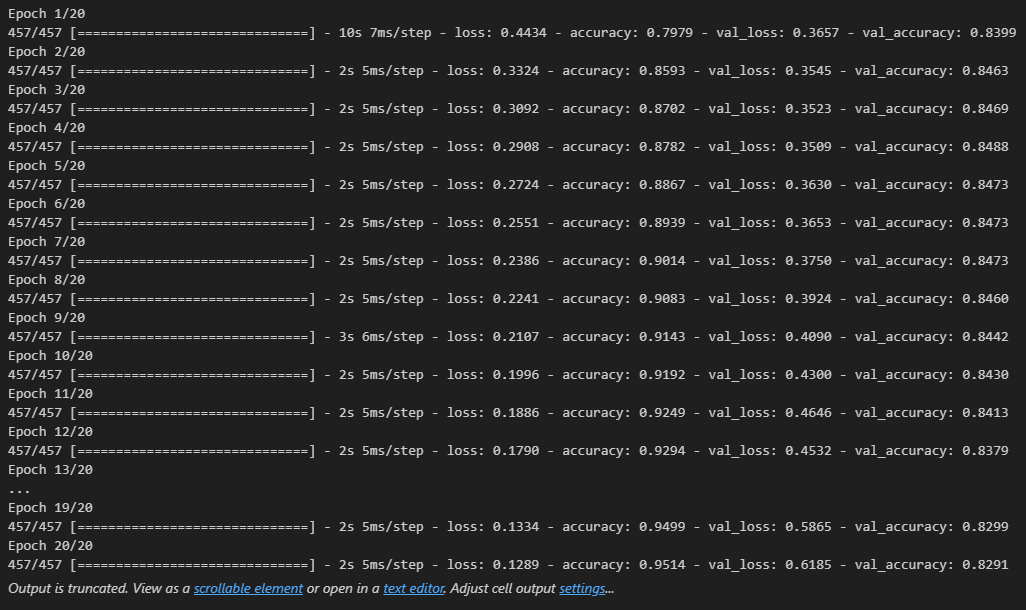 Epoch 1/20
457/457 [==============================] - 10s 7ms/step - loss: 0.4434 - accuracy: 0.7979 - val_loss: 0.3657 - val_accuracy: 0.8399
Epoch 2/20
457/457 [==============================] - 2s 5ms/step - loss: 0.3324 - accuracy: 0.8593 - val_loss: 0.3545 - val_accuracy: 0.8463
Epoch 3/20
457/457 [==============================] - 2s 5ms/step - loss: 0.3092 - accuracy: 0.8702 - val_loss: 0.3523 - val_accuracy: 0.8469
Epoch 4/20
457/457 [==============================] - 2s 5ms/step - loss: 0.2908 - accuracy: 0.8782 - val_loss: 0.3509 - val_accuracy: 0.8488
Epoch 5/20
457/457 [==============================] - 2s 5ms/step - loss: 0.2724 - accuracy: 0.8867 - val_loss: 0.3630 - val_accuracy: 0.8473
Epoch 6/20
457/457 [==============================] - 2s 5ms/step - loss: 0.2551 - accuracy: 0.8939 - val_loss: 0.3653 - val_accuracy: 0.8473
Epoch 7/20
457/457 [==============================] - 2s 5ms/step - loss: 0.2386 - accuracy: 0.9014 - val_loss: 0.3750 - val_accuracy: 0.8473
Epoch 8/20
457/457 [==============================] - 2s 5ms/step - loss: 0.2241 - accuracy: 0.9083 - val_loss: 0.3924 - val_accuracy: 0.8460
Epoch 9/20
457/457 [==============================] - 3s 6ms/step - loss: 0.2107 - accuracy: 0.9143 - val_loss: 0.4090 - val_accuracy: 0.8442
Epoch 10/20
457/457 [==============================] - 2s 5ms/step - loss: 0.1996 - accuracy: 0.9192 - val_loss: 0.4300 - val_accuracy: 0.8430
Epoch 11/20
457/457 [==============================] - 2s 5ms/step - loss: 0.1886 - accuracy: 0.9249 - val_loss: 0.4646 - val_accuracy: 0.8413
Epoch 12/20
457/457 [==============================] - 2s 5ms/step - loss: 0.1790 - accuracy: 0.9294 - val_loss: 0.4532 - val_accuracy: 0.8379
Epoch 13/20
...
Epoch 19/20
457/457 [==============================] - 2s 5ms/step - loss: 0.1334 - accuracy: 0.9499 - val_loss: 0.5865 - val_accuracy: 0.8299
Epoch 20/20
457/457 [==============================] - 2s 5ms/step - loss: 0.1289 - accuracy: 0.9514 - val_loss: 0.6185 - val_accuracy: 0.8291
Output is truncated. View as a scrollable element or open in a text editor. Adjust cell output settings...